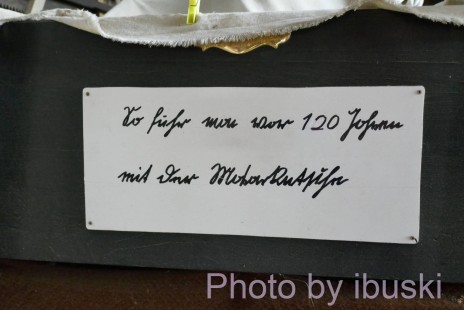 So fuhr man vor 120 Jahren
mit der Motorkutsche
Photo by ibuski